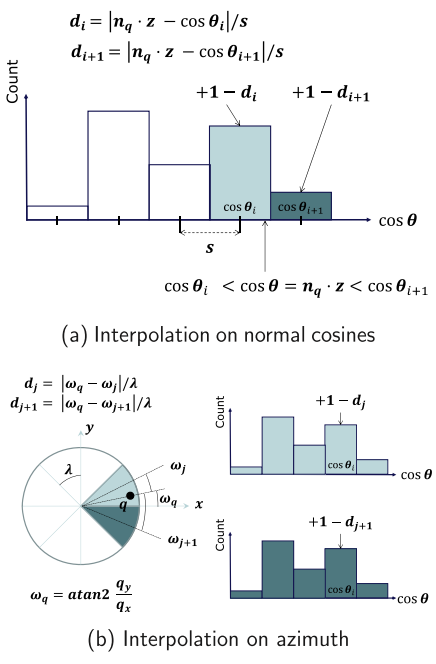 d_i = |n_q · z − cos θ_i|/s
d_{i+1} = |n_q · z − cos θ_{i+1}|/s
Count
+1 − d_i
+1 − d_{i+1}
cos θ_i
cos θ_{i+1}
cos θ
s
cos θ_i < cos θ = n_q · z < cos θ_{i+1}
(a) Interpolation on normal cosines
d_j = |ω_q − ω_j|/λ
d_{j+1} = |ω_q − ω_{j+1}|/λ
y
λ
ω_j
q
ω_q
x
ω_{j+1}
ω_q = atan2 q_y/q_x
Count
+1 − d_j
cos θ_i
cos θ
Count
+1 − d_{j+1}
cos θ_i
cos θ
(b) Interpolation on azimuth